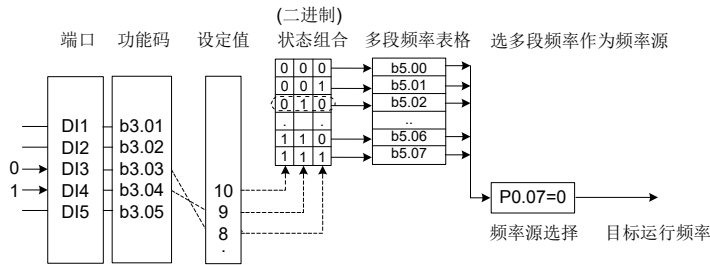 (二进制)
端口 功能码 设定值 状态组合 多段频率表格 选多段频率作为频率源
0 0 0 b5.00
0 0 1 b5.01
0 1 0 b5.02
. . . ..
1 1 0 b5.06
1 1 1 b5.07
DI1 b3.01
DI2 b3.02
0 DI3 b3.03
1 DI4 b3.04 10
DI5 b3.05 9
8
.
P0.07=0
频率源选择 目标运行频率